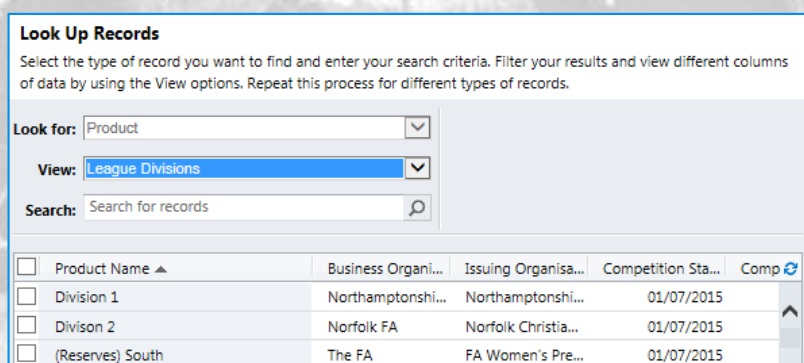 Look Up Records
Select the type of record you want to find and enter your search criteria. Filter your results and view different columns
of data by using the View options. Repeat this process for different types of records.
Look for: Product
View: League Divisions
Search: Search for records
Product Name Business Organi... Issuing Organisa... Competition Sta... Comp
Division 1 Northamptonshi... Northamptonshi... 01/07/2015
Divison 2 Norfolk FA Norfolk Christia... 01/07/2015
(Reserves) South The FA FA Women's Pre... 01/07/2015